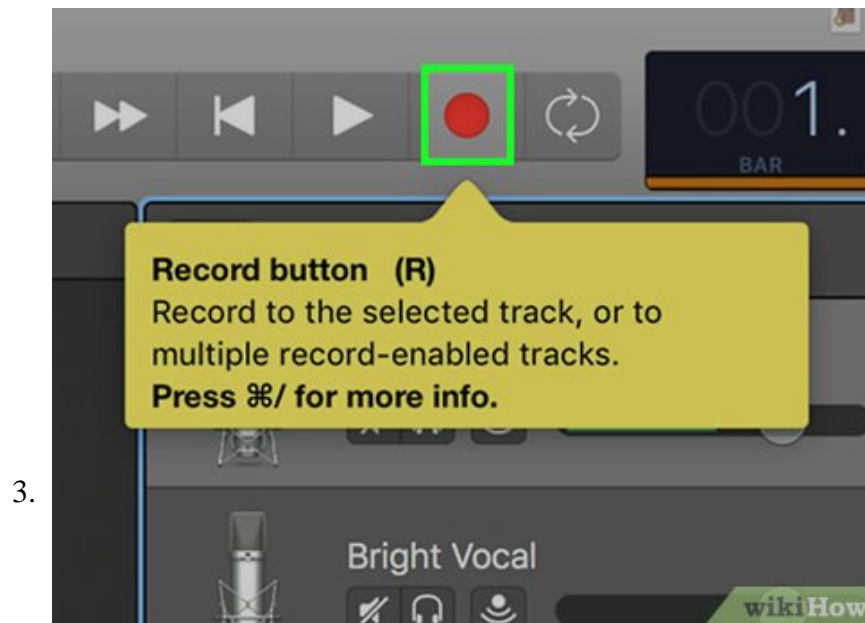 001.
BAR
Record button (R)
Record to the selected track, or to
multiple record-enabled tracks.
Press ⌘/ for more info.
3.
Bright Vocal
wikiHow